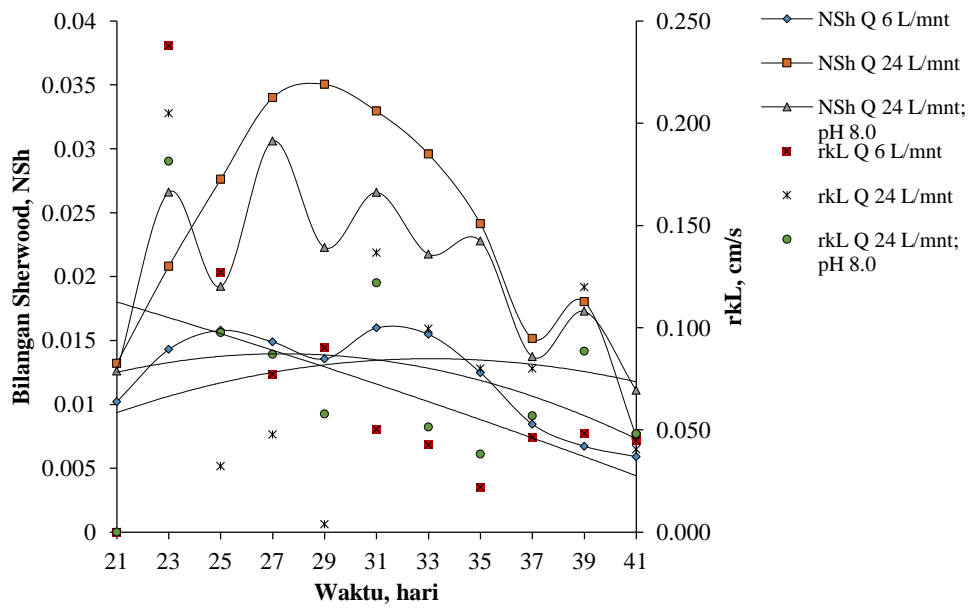 Bilangan Sherwood, NSh
0.04
0.035
0.03
0.025
0.02
0.015
0.01
0.005
0
0.250
0.200
0.150
0.100
0.050
0.000
rkL, cm/s
21 23 25 27 29 31 33 35 37 39 41
Waktu, hari
NSh Q 6 L/mnt
NSh Q 24 L/mnt
NSh Q 24 L/mnt;
pH 8.0
rkL Q 6 L/mnt
rkL Q 24 L/mnt
rkL Q 24 L/mnt;
pH 8.0